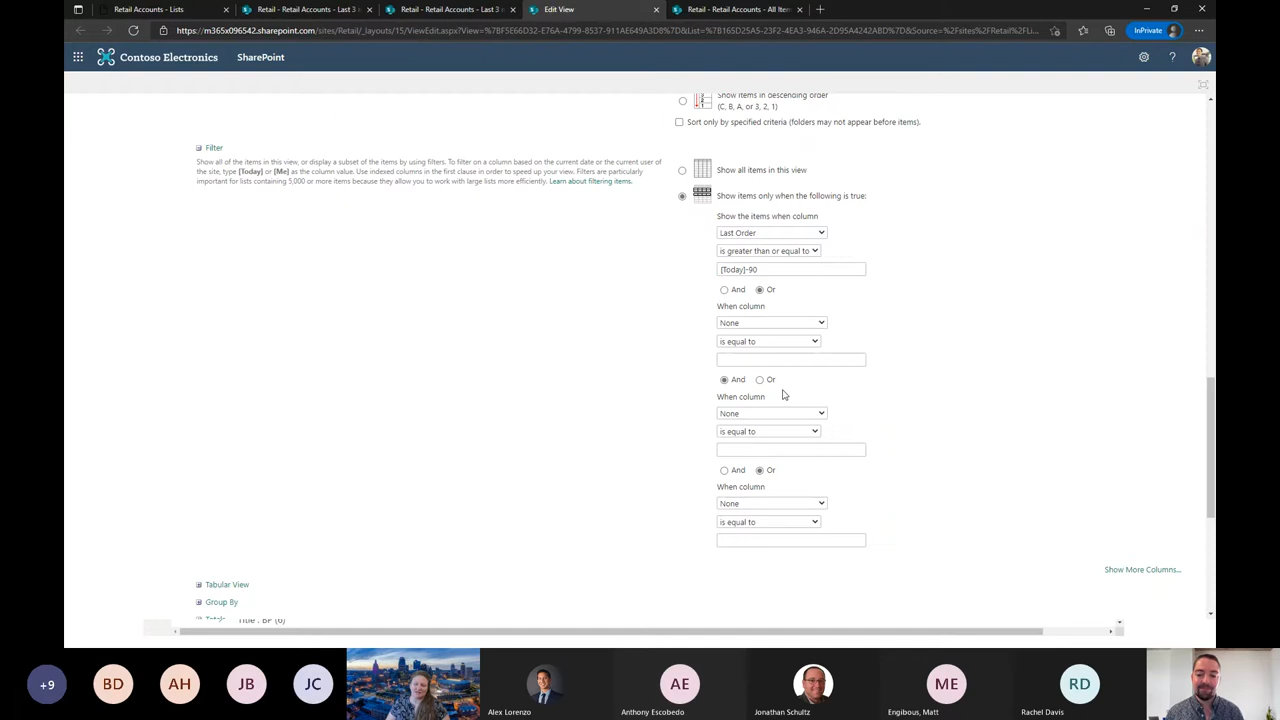 Retail Accounts - Lists
Retail - Retail Accounts - Last 3
Retail - Retail Accounts - Last 3
Edit View
Retail - Retail Accounts - All Item
InPrivate
Contoso Electronics
SharePoint
Show items in descending order
(C, B, A, or 3, 2, 1)
Sort only by specified criteria (folders may not appear before items).
Filter
Show all of the items in this view, or display a subset of the items by using filters. To filter on a column based on the current date or the current user of
the site, type [Today] or [Me] as the column value. Use indexed columns in the first clause in order to speed up your view. Filters are particularly
important for lists containing 5,000 or more items because they allow you to work with large lists more efficiently. Learn about filtering items.
Show all items in this view
Show items only when the following is true:
Show the items when column
Last Order
is greater than or equal to
[Today]-90
And Or
When column
None
is equal to
And Or
When column
None
is equal to
And Or
When column
None
is equal to
Show More Columns...
Tabular View
Group By
Totals
Title : BP (6)
+9
BD
AH
JB
JC
Alex Lorenzo
AE
Anthony Escobedo
Jonathan Schultz
ME
Engibous, Matt
RD
Rachel Davis